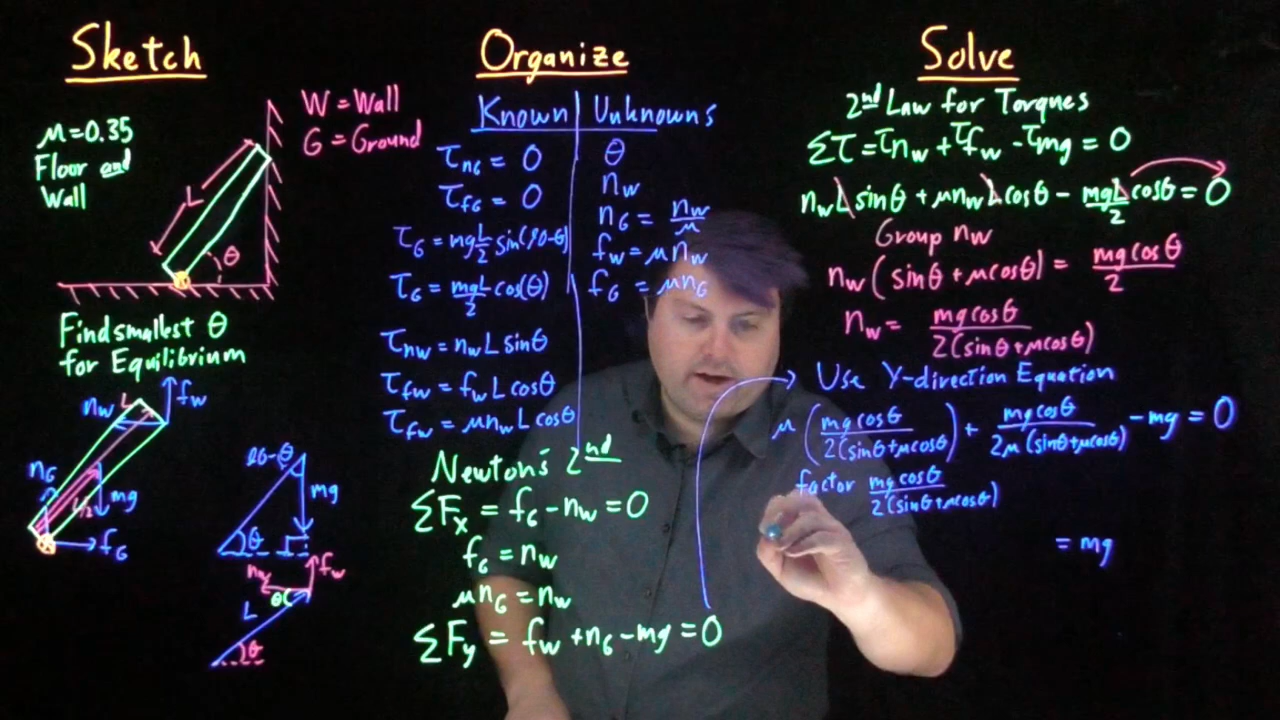 Sketch
μ=0.35
Floor and
Wall
W = Wall
G = Ground
L
θ
Find smallest θ
for Equilibrium
n_w L f_w
n_G L/2 mg
f_G
90-θ
mg
θ
n_w f_w
θ
L
θ
Organize
Known Unknowns
τ_nG = 0
τ_fG = 0
τ_G = mg L/2 sin(90-θ)
τ_G = mgL/2 cos(θ)
τ_nw = n_w L sinθ
τ_fw = f_w L cosθ
τ_fw = μn_w L cosθ
θ
n_w
n_G = n_w/μ
f_w = μn_w
f_G = μn_G
Newton's 2nd
ΣF_x = f_G - n_w = 0
f_G = n_w
μn_G = n_w
ΣF_y = f_w + n_G - mg = 0
Solve
2nd Law for Torques
Στ = τ_nw + τ_fw - τ_mg = 0
n_w L sinθ + μn_w L cosθ - mgL/2 cosθ = 0
Group n_w
n_w (sinθ + μcosθ) = mg cosθ/2
n_w = mg cosθ/2(sinθ+μcosθ)
Use Y-direction Equation
μ (mg cosθ/2(sinθ+μcosθ)) + mg cosθ/2μ(sinθ+μcosθ) - mg = 0
factor mg cosθ/2(sinθ+μcosθ)
= mg